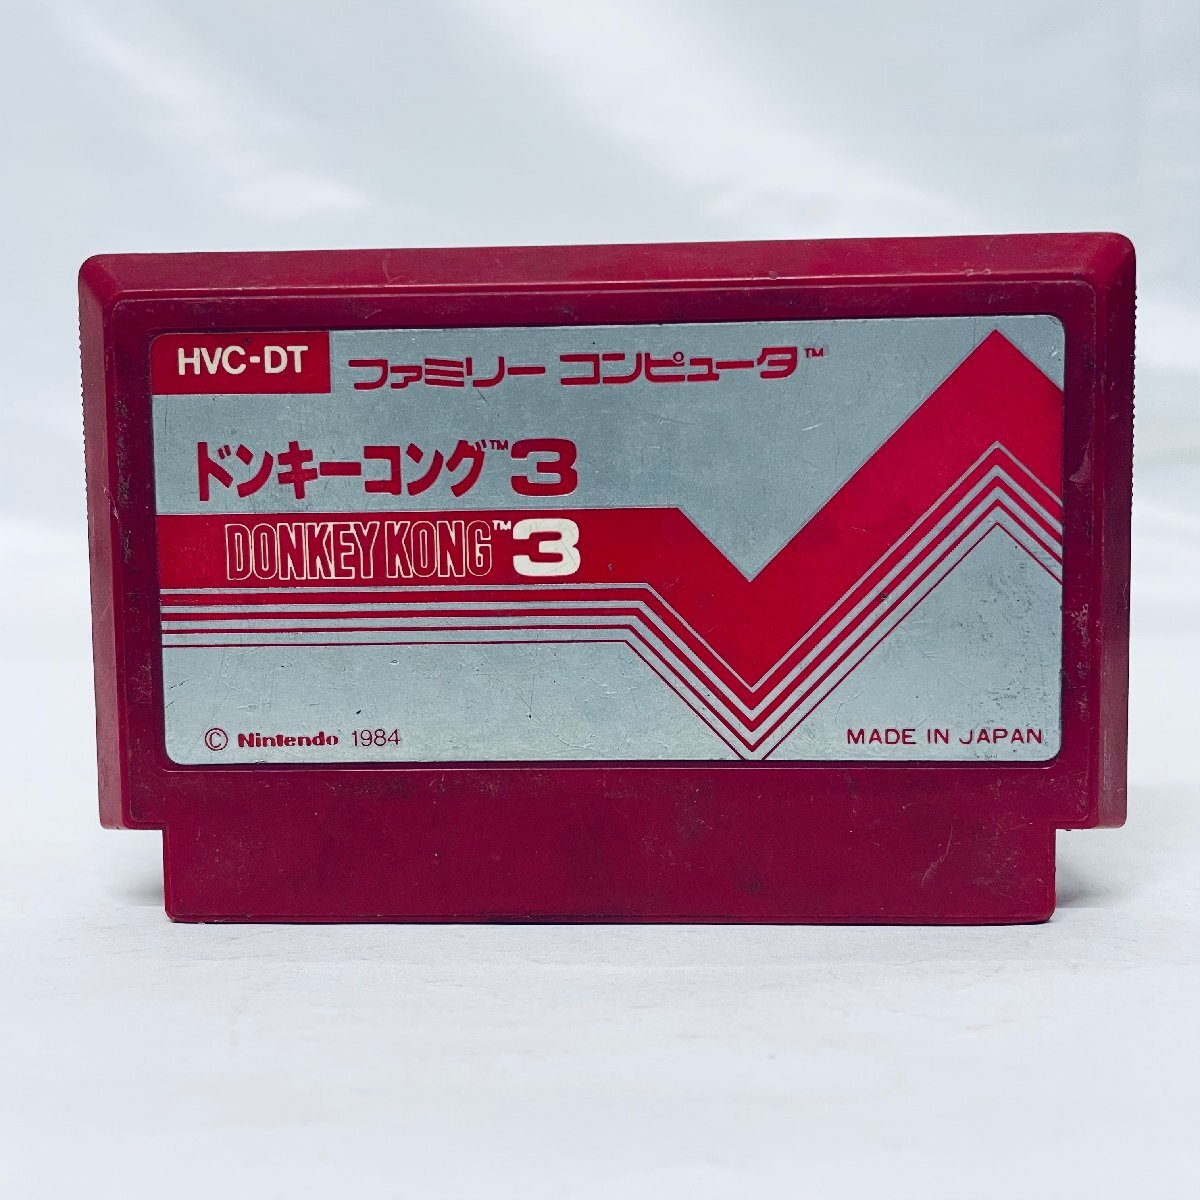 HVC-DT
ファミリー コンピュータ™
ドンキーコング™3
DONKEY KONG™3
© Nintendo 1984
MADE IN JAPAN